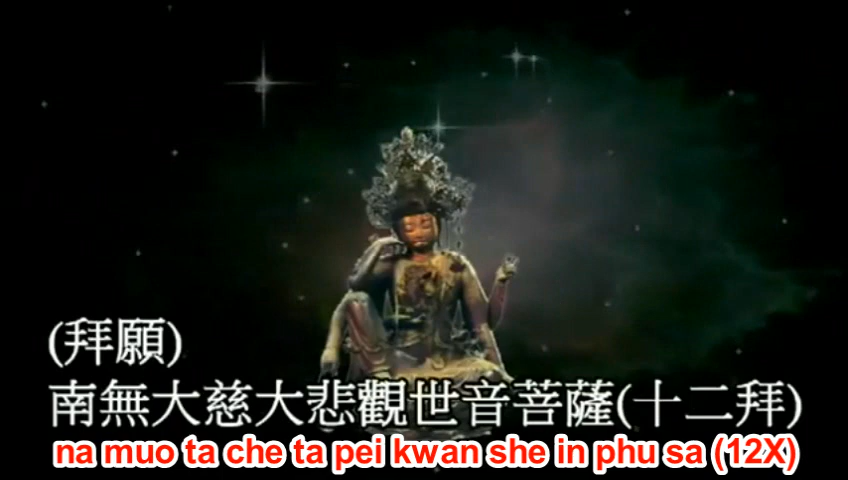 (拜願)
南無大慈大悲觀世音菩薩(十二拜)
na muo ta che ta pei kwan she in phu sa (12X)